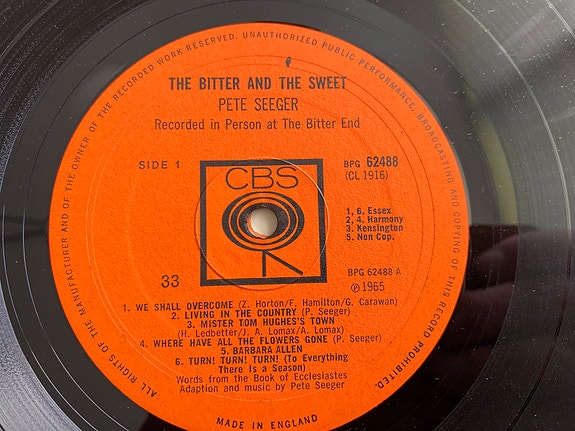 ALL RIGHTS OF THE MANUFACTURER AND OF THE OWNER OF THE RECORDED WORK RESERVED. UNAUTHORIZED PUBLIC PERFORMANCE, BROADCASTING AND COPYING OF THIS RECORD PROHIBITED.
THE BITTER AND THE SWEET
PETE SEEGER
Recorded in Person at The Bitter End
SIDE 1
BPG 62488
(CL 1916)
CBS
1, 6. Essex
2, 4. Harmony
3. Kensington
5. Non Cop.
33
BPG 62488 A
℗ 1965
1. WE SHALL OVERCOME (Z. Horton/F. Hamilton/G. Carawan)
2. LIVING IN THE COUNTRY (P. Seeger)
3. MISTER TOM HUGHES'S TOWN
(H. Ledbetter/J. A. Lomax/A. Lomax)
4. WHERE HAVE ALL THE FLOWERS GONE (P. Seeger)
5. BARBARA ALLEN
6. TURN! TURN! TURN! (To Everything
There Is a Season)
Words from the Book of Ecclesiastes
Adaption and music by Pete Seeger
MADE IN ENGLAND